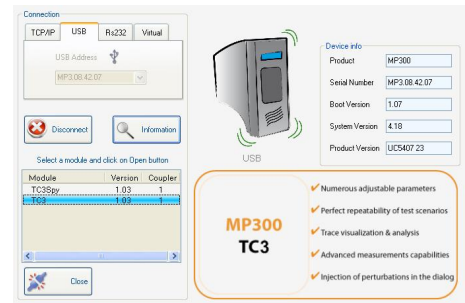 Connection
TCP/IP USB Rs232 Virtual
USB Address
MP3.08.42.07
Disconnect Information
Select a module and click on Open button
Module Version Coupler
TC3Spy 1.03 1
TC3 1.03 1
Close
USB
Device info
Product MP300
Serial Number MP3.08.42.07
Boot Version 1.07
System Version 4.18
Product Version UC5407 23
MP300
TC3
Numerous adjustable parameters
Perfect repeatability of test scenarios
Trace visualization & analysis
Advanced measurements capabilities
Injection of perturbations in the dialog